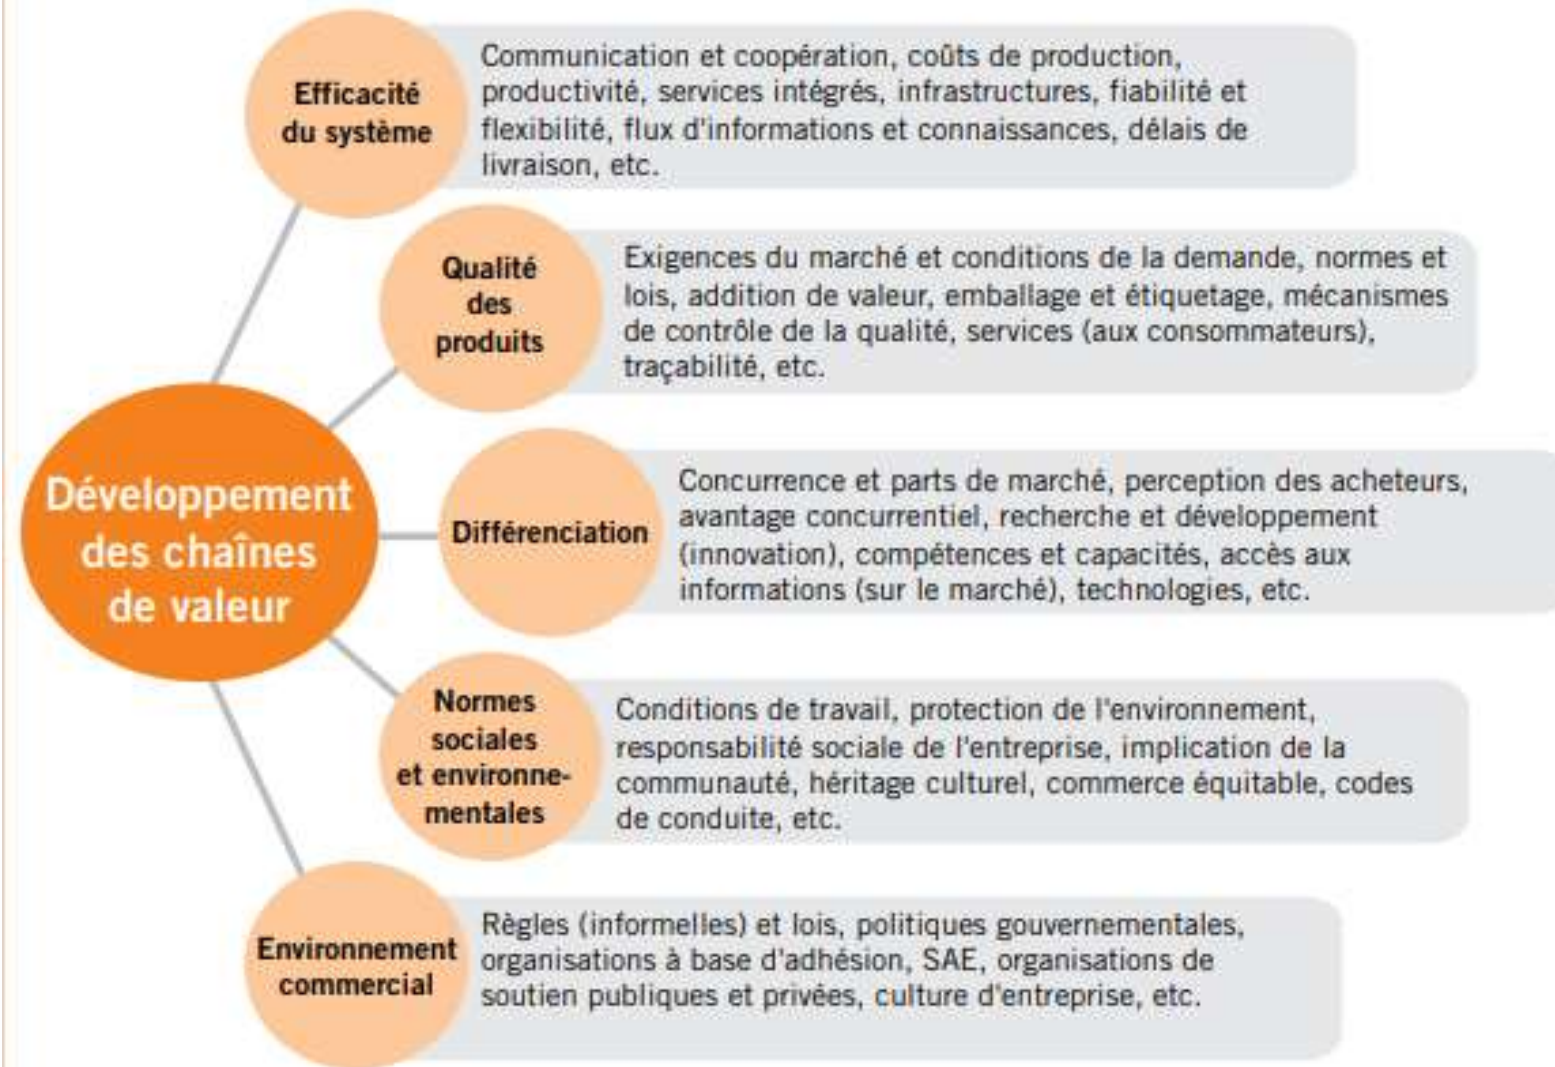 Efficacité
du système
Communication et coopération, coûts de production,
productivité, services intégrés, infrastructures, fiabilité et
flexibilité, flux d'informations et connaissances, délais de
livraison, etc.
Qualité
des
produits
Exigences du marché et conditions de la demande, normes et
lois, addition de valeur, emballage et étiquetage, mécanismes
de contrôle de la qualité, services (aux consommateurs),
traçabilité, etc.
Développement
des chaînes
de valeur
Différenciation
Concurrence et parts de marché, perception des acheteurs,
avantage concurrentiel, recherche et développement
(innovation), compétences et capacités, accès aux
informations (sur le marché), technologies, etc.
Normes
sociales
et environne-
mentales
Conditions de travail, protection de l'environnement,
responsabilité sociale de l'entreprise, implication de la
communauté, héritage culturel, commerce équitable, codes
de conduite, etc.
Environnement
commercial
Règles (informelles) et lois, politiques gouvernementales,
organisations à base d'adhésion, SAE, organisations de
soutien publiques et privées, culture d'entreprise, etc.